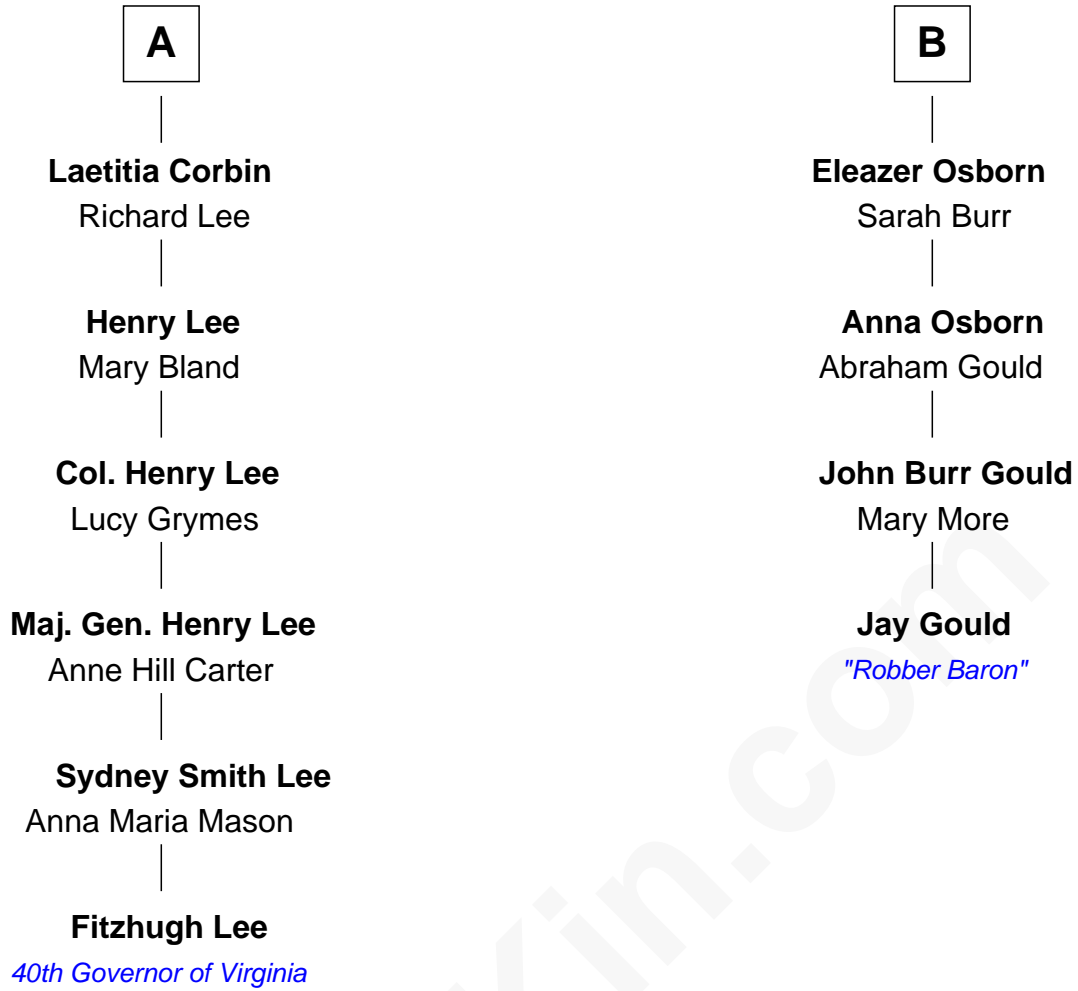 A
Laetitia Corbin
Richard Lee
Henry Lee
Mary Bland
Col. Henry Lee
Lucy Grymes
Maj. Gen. Henry Lee
Anne Hill Carter
Sydney Smith Lee
Anna Maria Mason
Fitzhugh Lee
40th Governor of Virginia
B
Eleazer Osborn
Sarah Burr
Anna Osborn
Abraham Gould
John Burr Gould
Mary More
Jay Gould
"Robber Baron"
Kin.com